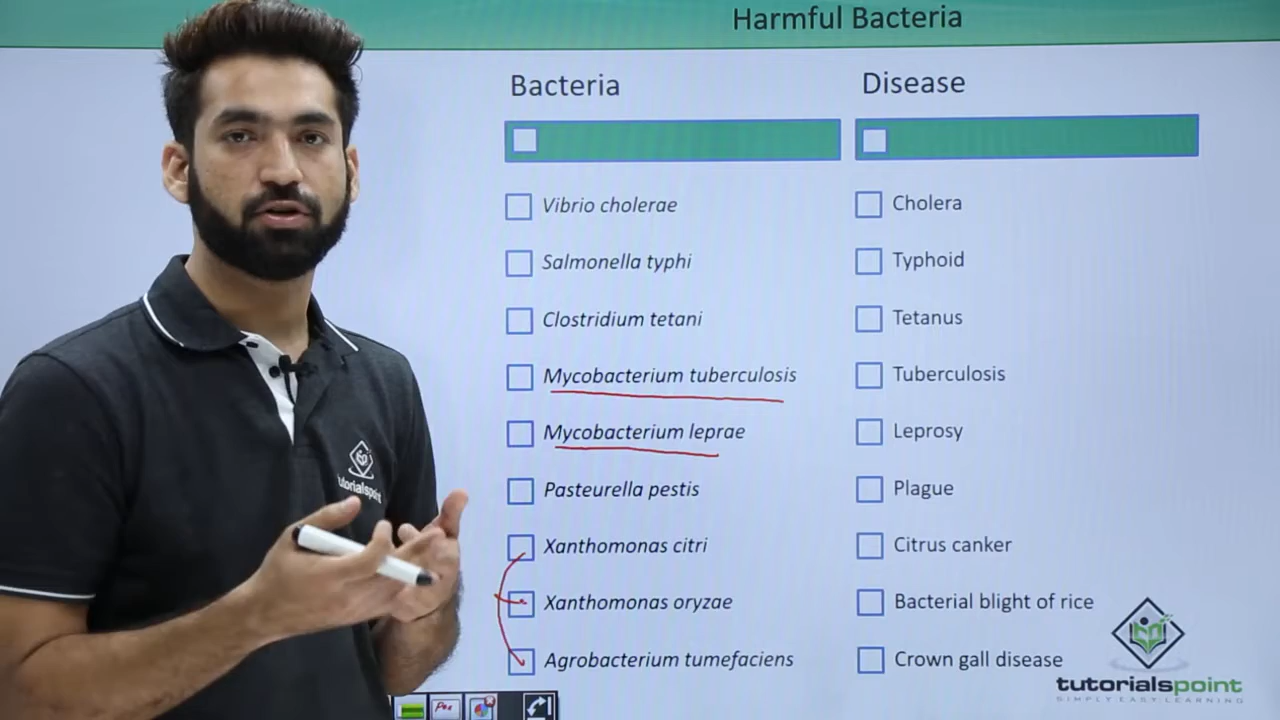 Harmful Bacteria
Bacteria Disease
Vibrio cholerae Cholera
Salmonella typhi Typhoid
Clostridium tetani Tetanus
Mycobacterium tuberculosis Tuberculosis
Mycobacterium leprae Leprosy
Pasteurella pestis Plague
Xanthomonas citri Citrus canker
Xanthomonas oryzae Bacterial blight of rice
Agrobacterium tumefaciens Crown gall disease
tutorialspoint
tutorialspoint
SIMPLY EASY LEARNING
Pen